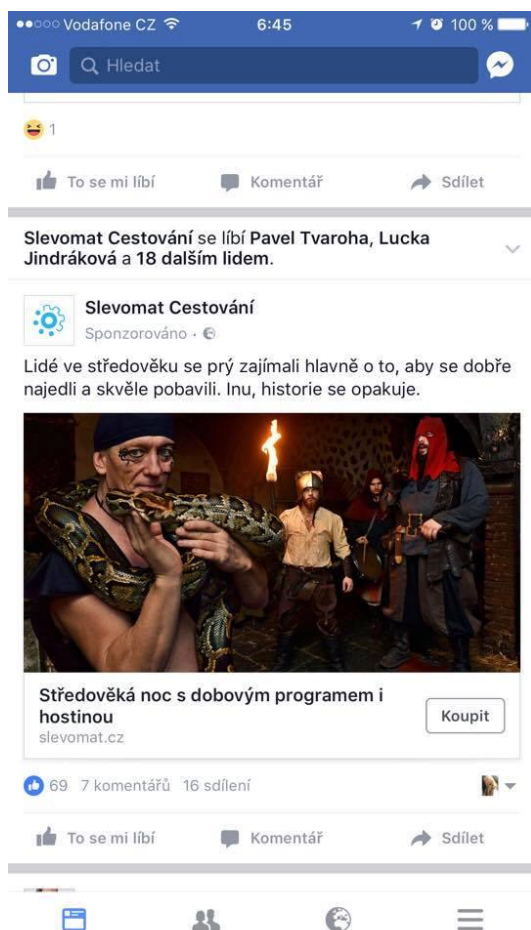 Vodafone CZ 6:45 100 %
Hledat
1
To se mi líbí Komentář Sdílet
Slevomat Cestování se líbí Pavel Tvaroha, Lucka
Jindráková a 18 dalším lidem.
Slevomat Cestování
Sponzorováno ·
Lidé ve středověku se prý zajímali hlavně o to, aby se dobře
najedli a skvěle pobavili. Inu, historie se opakuje.
Středověká noc s dobovým programem i
hostinou
Koupit
slevomat.cz
69 7 komentářů 16 sdílení
To se mi líbí Komentář Sdílet